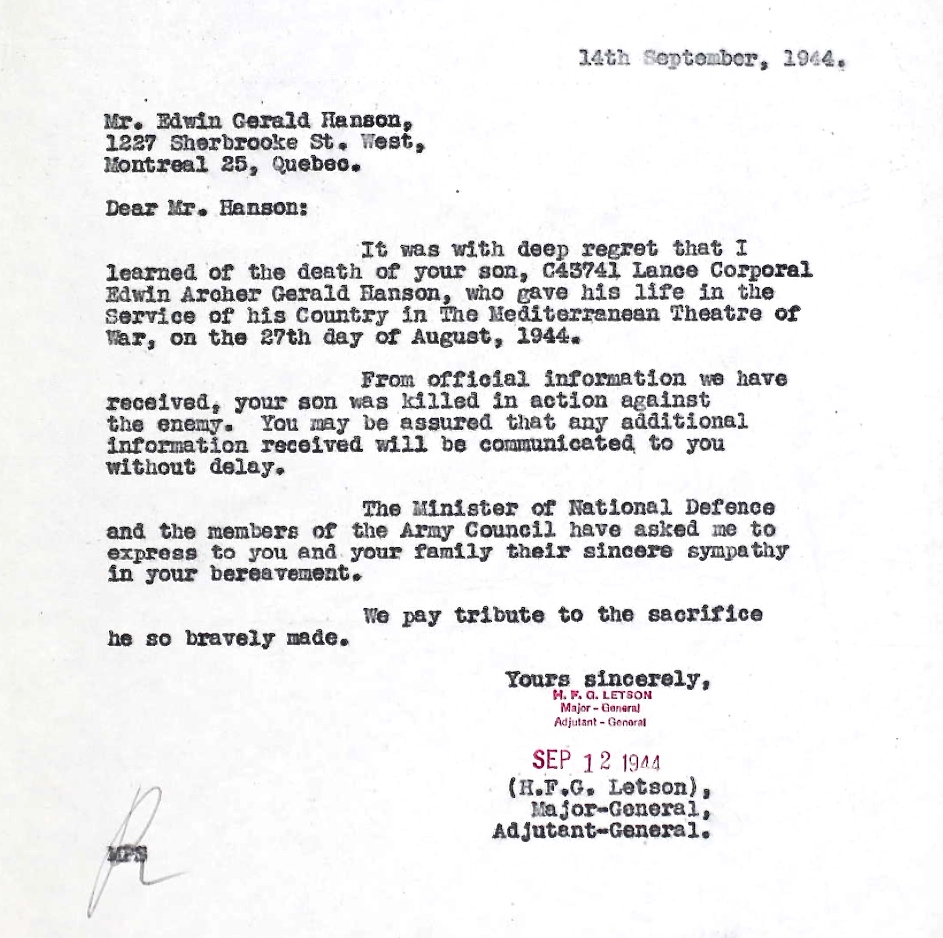 14th September, 1944.
Mr. Edwin Gerald Hanson,
1227 Sherbrooke St. West,
Montreal 25, Quebec.
Dear Mr. Hanson:
It was with deep regret that I
learned of the death of your son, C43741 Lance Corporal
Edwin Archer Gerald Hanson, who gave his life in the
Service of his Country in The Mediterranean Theatre of
War, on the 27th day of August, 1944.
From official information we have
received, your son was killed in action against
the enemy. You may be assured that any additional
information received will be communicated to you
without delay.
The Minister of National Defence
and the members of the Army Council have asked me to
express to you and your family their sincere sympathy
in your bereavement.
We pay tribute to the sacrifice
he so bravely made.
Yours sincerely,
H. F. G. LETSON
Major - General
Adjutant - General
SEP 12 1944
(H.F.G. Letson),
Major-General,
Adjutant-General.
MPS